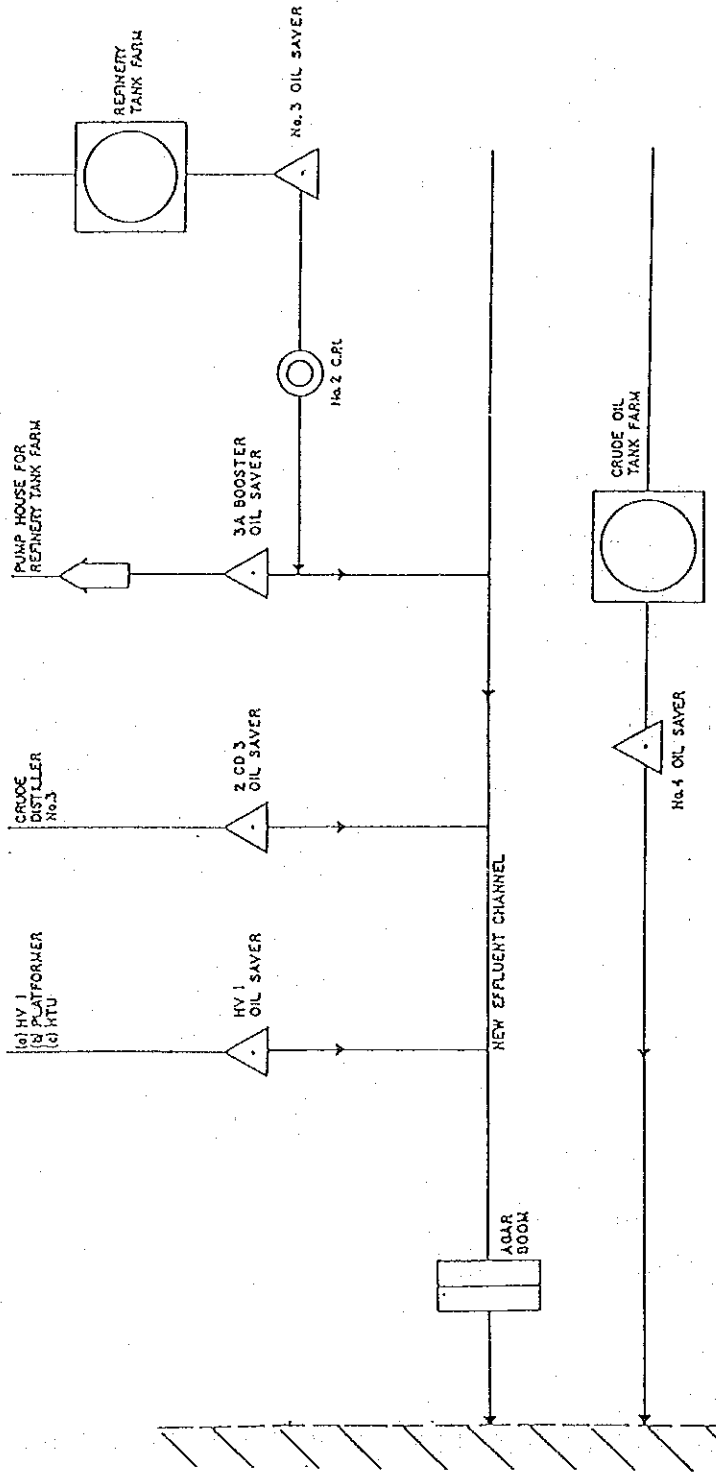 (a) HV 1
(b) PLATFORMER
(c) HTU
CRUDE
DISTILLER
No.3
PUMP HOUSE FOR
REFINERY TANK FARM
REFINERY
TANK FARM
HV 1
OIL SAVER
2 CD 3
OIL SAVER
3A BOOSTER
OIL SAVER
No.2 C.P.I.
No.3 OIL SAVER
NEW EFFLUENT CHANNEL
AGAR
BOOM
No.4 OIL SAVER
CRUDE OIL
TANK FARM